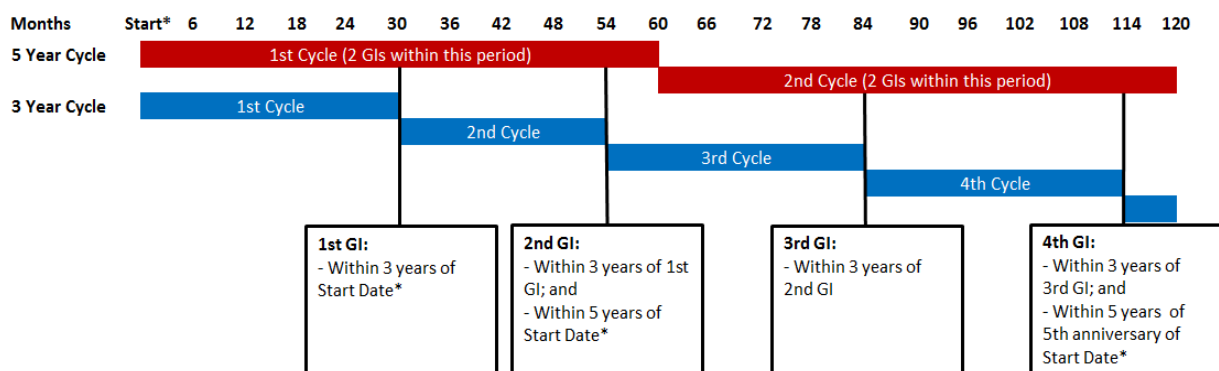 Months Start* 6 12 18 24 30 36 42 48 54 60 66 72 78 84 90 96 102 108 114 120
5 Year Cycle
1st Cycle (2 GIs within this period)
2nd Cycle (2 GIs within this period)
3 Year Cycle
1st Cycle
2nd Cycle
3rd Cycle
4th Cycle
1st GI:
- Within 3 years of
Start Date*
2nd GI:
- Within 3 years of 1st
GI; and
- Within 5 years of
Start Date*
3rd GI:
- Within 3 years of
2nd GI
4th GI:
- Within 3 years of
3rd GI; and
- Within 5 years of
5th anniversary of
Start Date*